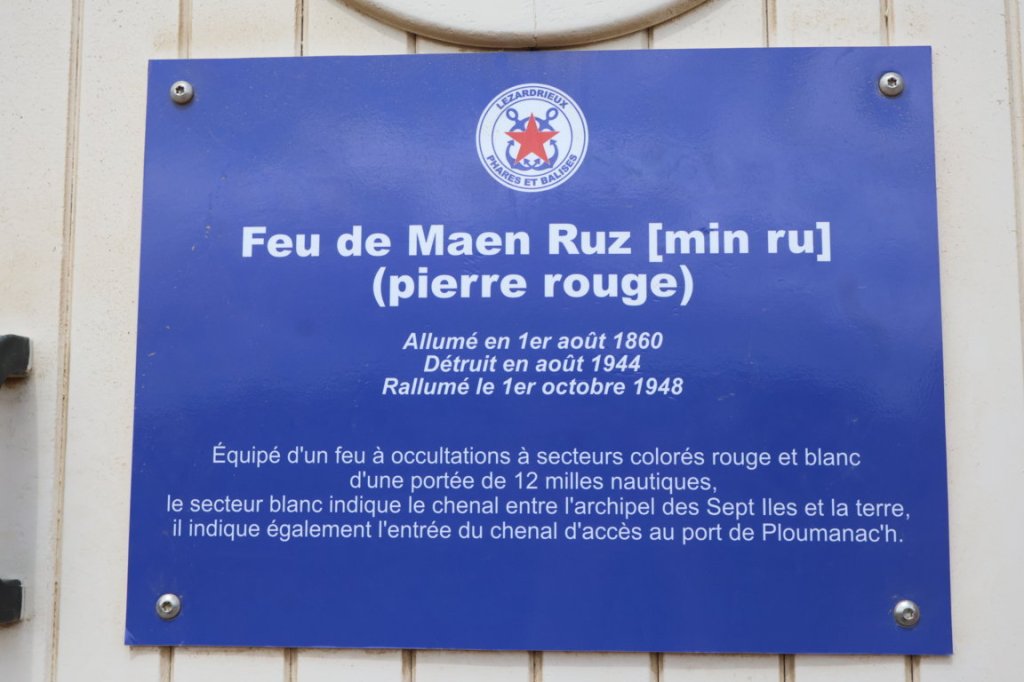 LEZARDRIEUX
PHARES ET BALISES
Feu de Maen Ruz [min ru]
(pierre rouge)
Allumé en 1er août 1860
Détruit en août 1944
Rallumé le 1er octobre 1948
Équipé d'un feu à occultations à secteurs colorés rouge et blanc
d'une portée de 12 milles nautiques,
le secteur blanc indique le chenal entre l'archipel des Sept Iles et la terre,
il indique également l'entrée du chenal d'accès au port de Ploumanac'h.